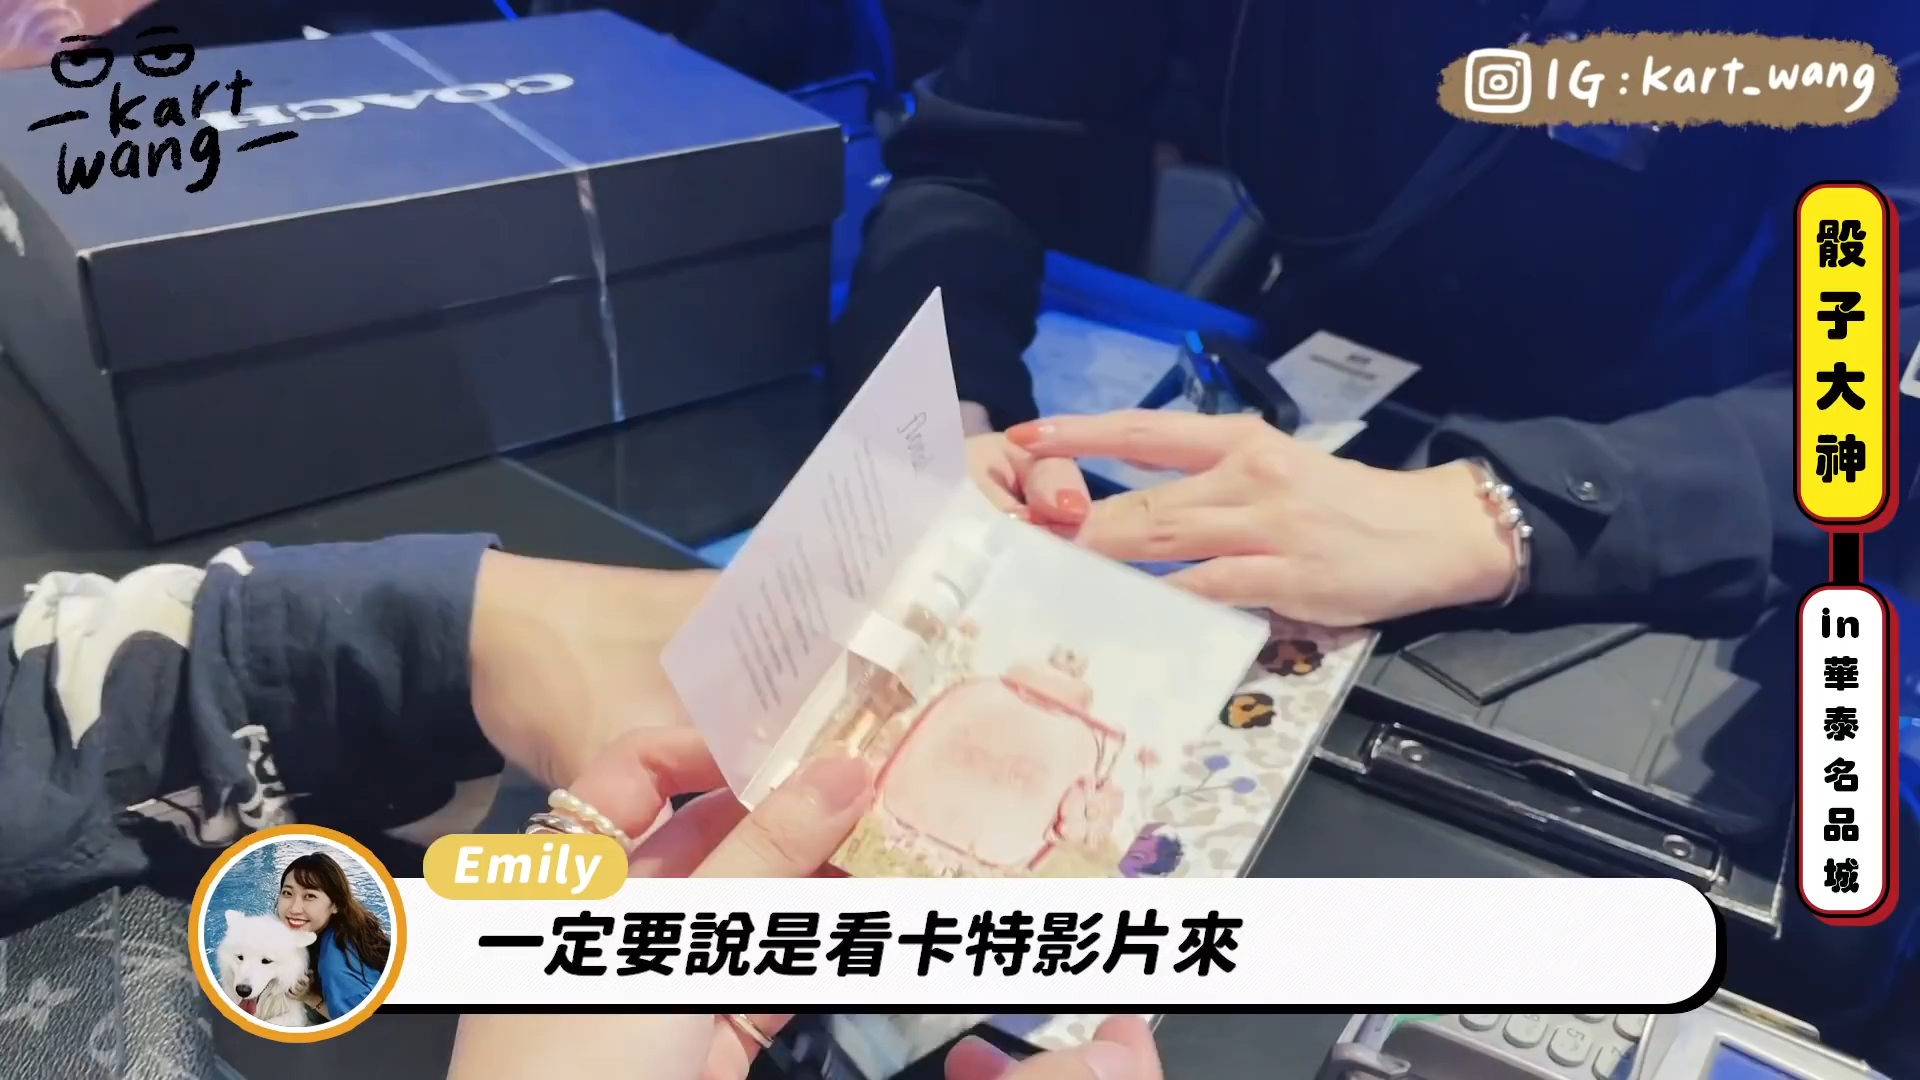 COACH
kart
wang
IG:kart_wang
骰子大神
in華泰名品城
Emily
一定要說是看卡特影片來